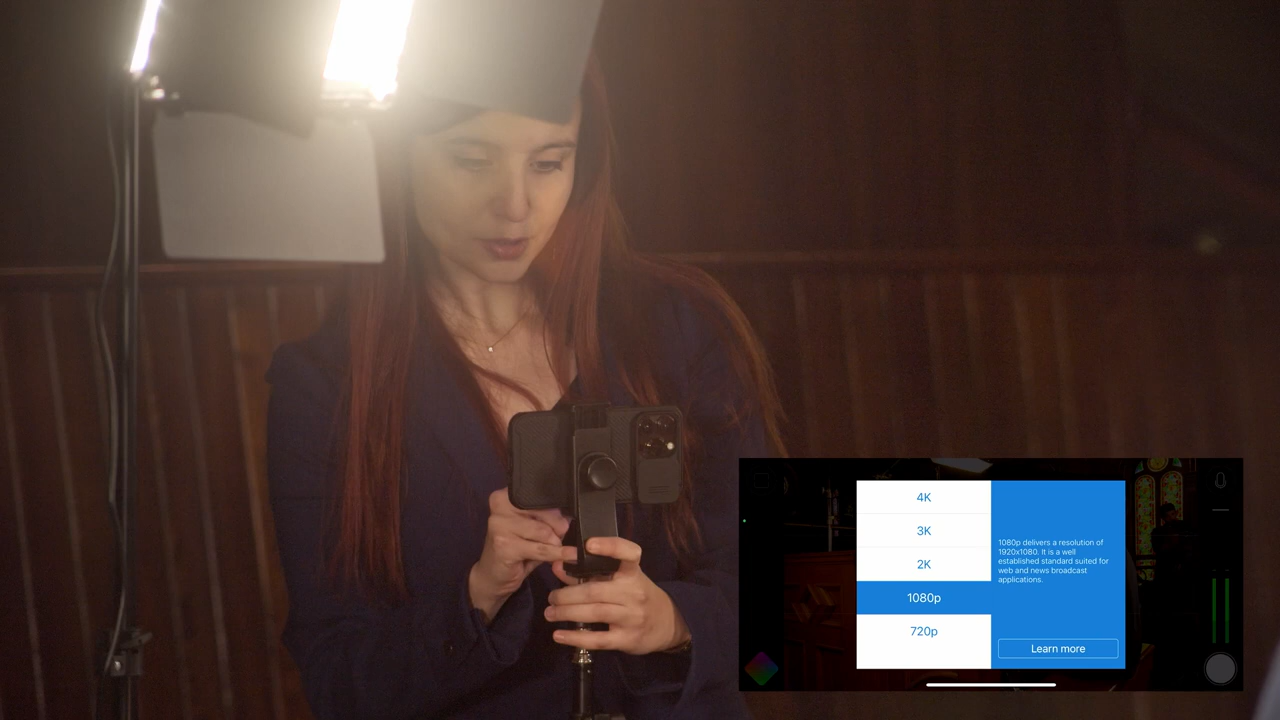 4K
3K
2K
1080p
720p
1080p delivers a resolution of
1920x1080. It is a well
established standard suited for
web and news broadcast
applications.
Learn more